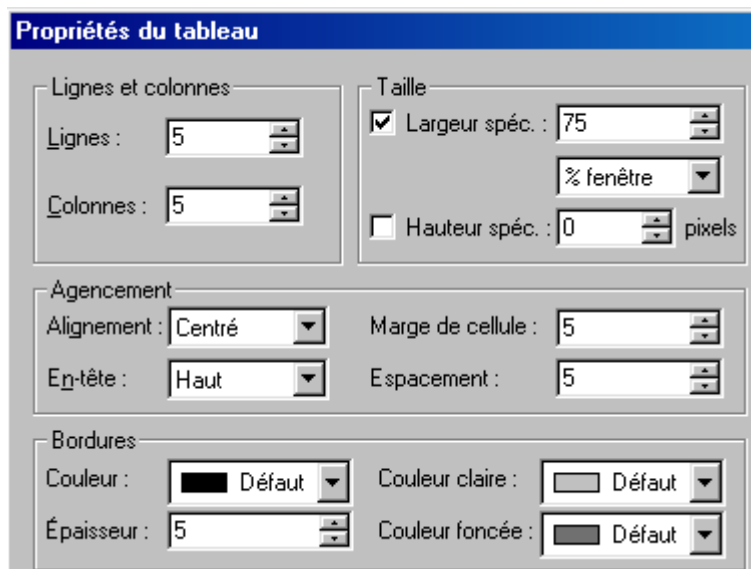 Propriétés du tableau
Lignes et colonnes
Lignes : 5
Colonnes : 5
Taille
Largeur spéc. : 75
% fenêtre
Hauteur spéc. : 0 pixels
Agencement
Alignement : Centré
Marge de cellule : 5
En-tête : Haut
Espacement : 5
Bordures
Couleur : Défaut
Couleur claire : Défaut
Épaisseur : 5
Couleur foncée : Défaut